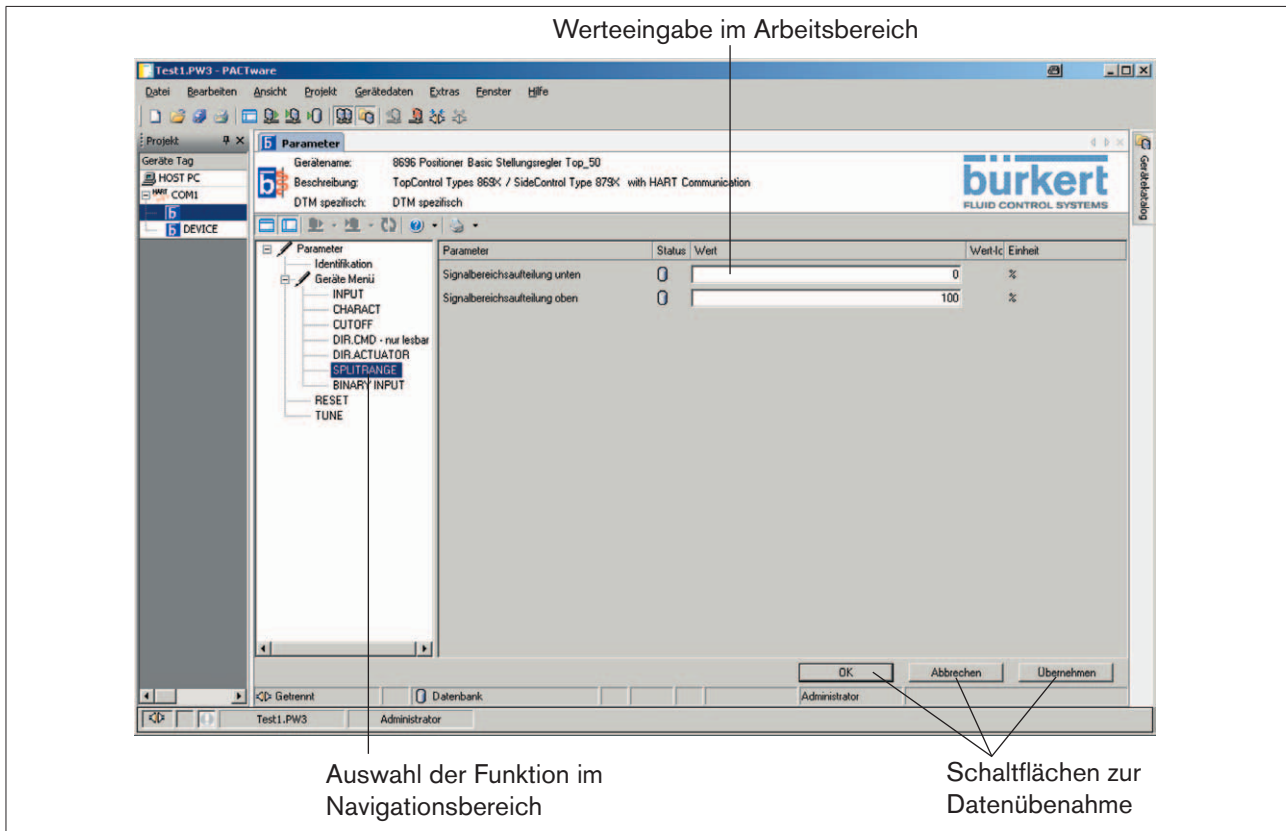 Werteeingabe im Arbeitsbereich
Test1.PW3 - PACTware
Datei Bearbeiten Ansicht Projekt Gerätedaten Extras Fenster Hilfe
Projekt
Parameter
Geräte Tag
HOST PC
HART COM1
DEVICE
Gerätename: 8696 Positioner Basic Stellungsregler Top_50
Beschreibung: TopControl Types 869X / SideControl Type 879X with HART Communication
DTM spezifisch: DTM spezifisch
bürkert
FLUID CONTROL SYSTEMS
Gerätekatalog
Parameter
Identifikation
Geräte Menü
INPUT
CHARACT
CUTOFF
DIR.CMD - nur lesbar
DIR.ACTUATOR
SPLITRANGE
BINARY INPUT
RESET
TUNE
Parameter Status Wert Wert-Ic Einheit
Signalbereichsaufteilung unten 0 %
Signalbereichsaufteilung oben 100 %
OK Abbrechen Übernehmen
Getrennt Datenbank Administrator
Test1.PW3 Administrator
Auswahl der Funktion im
Navigationsbereich
Schaltflächen zur
Datenübenahme